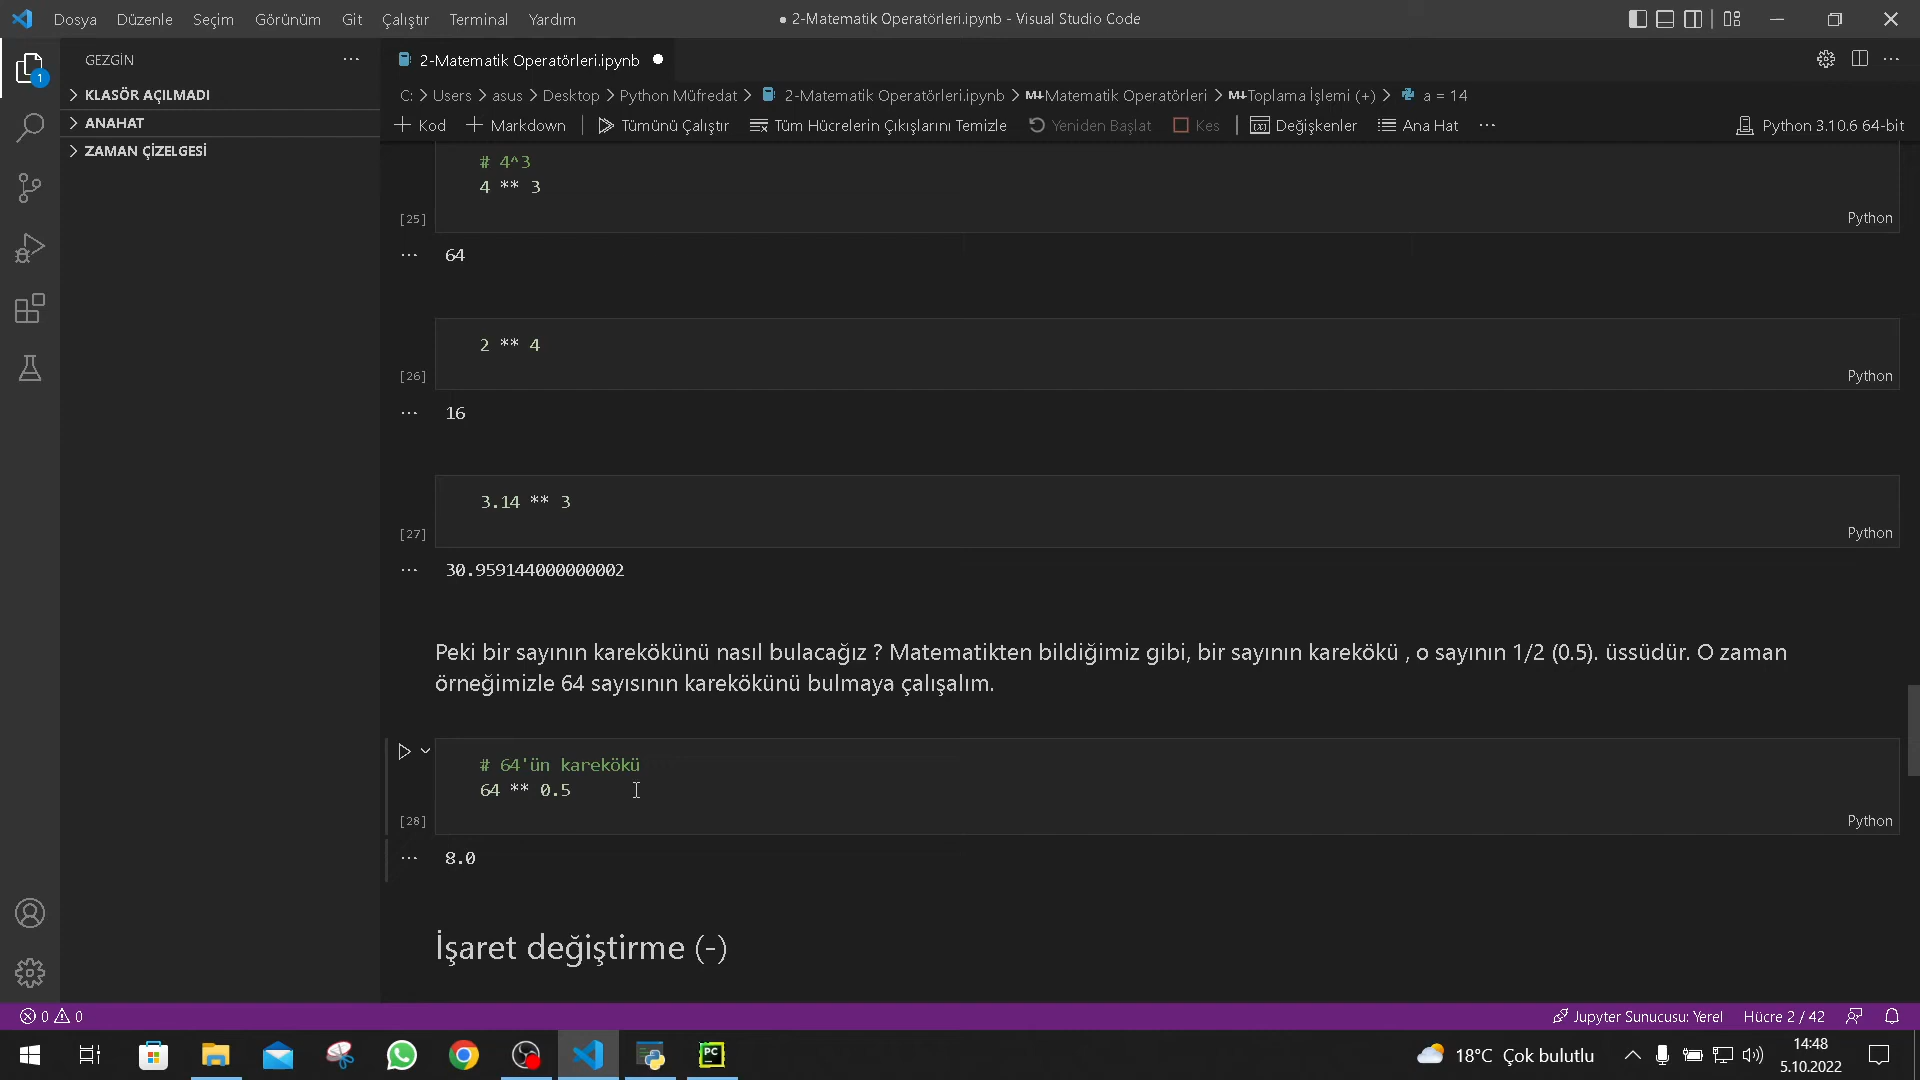 Dosya Düzenle Seçim Görünüm Git Çalıştır Terminal Yardım
● 2-Matematik Operatörleri.ipynb - Visual Studio Code
GEZGİN
1
KLASÖR AÇILMADI
ANAHAT
ZAMAN ÇİZELGESİ
2-Matematik Operatörleri.ipynb
C: > Users > asus > Desktop > Python Müfredat > 2-Matematik Operatörleri.ipynb > M↓Matematik Operatörleri > M↓Toplama İşlemi (+) > a = 14
+ Kod + Markdown Tümünü Çalıştır Tüm Hücrelerin Çıkışlarını Temizle Yeniden Başlat Kes Değişkenler Ana Hat ... Python 3.10.6 64-bit
# 4^3
4 ** 3
[25] Python
... 64
2 ** 4
[26] Python
... 16
3.14 ** 3
[27] Python
... 30.959144000000002
Peki bir sayının karekökünü nasıl bulacağız ? Matematikten bildiğimiz gibi, bir sayının karekökü , o sayının 1/2 (0.5). üssüdür. O zaman
örneğimizle 64 sayısının karekökünü bulmaya çalışalım.
# 64'ün karekökü
64 ** 0.5
[28] Python
... 8.0
İşaret değiştirme (-)
0 0 Jupyter Sunucusu: Yerel Hücre 2 / 42
PC
18°C Çok bulutlu
14:48
5.10.2022